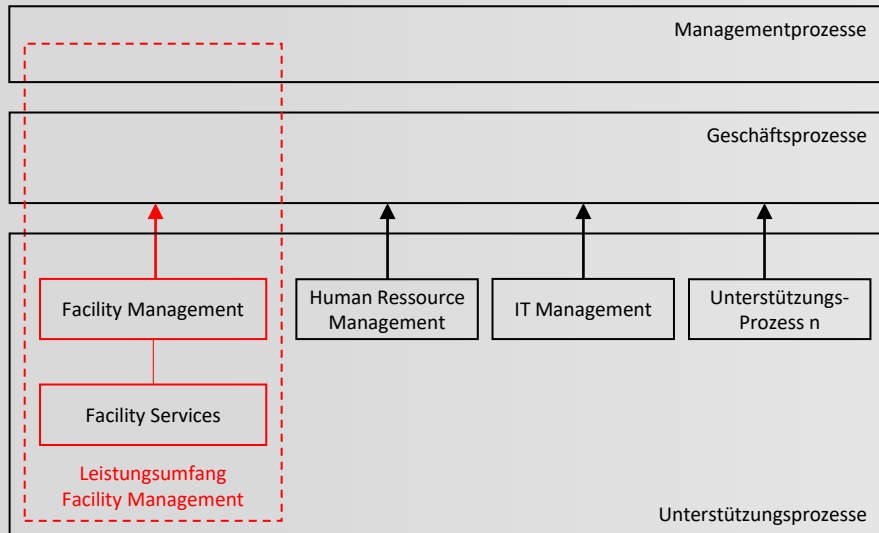 Managementprozesse
Geschäftsprozesse
Facility Management
Human Ressource
Management
IT Management
Unterstützungs-
Prozess n
Facility Services
Leistungsumfang
Facility Management
Unterstützungsprozesse